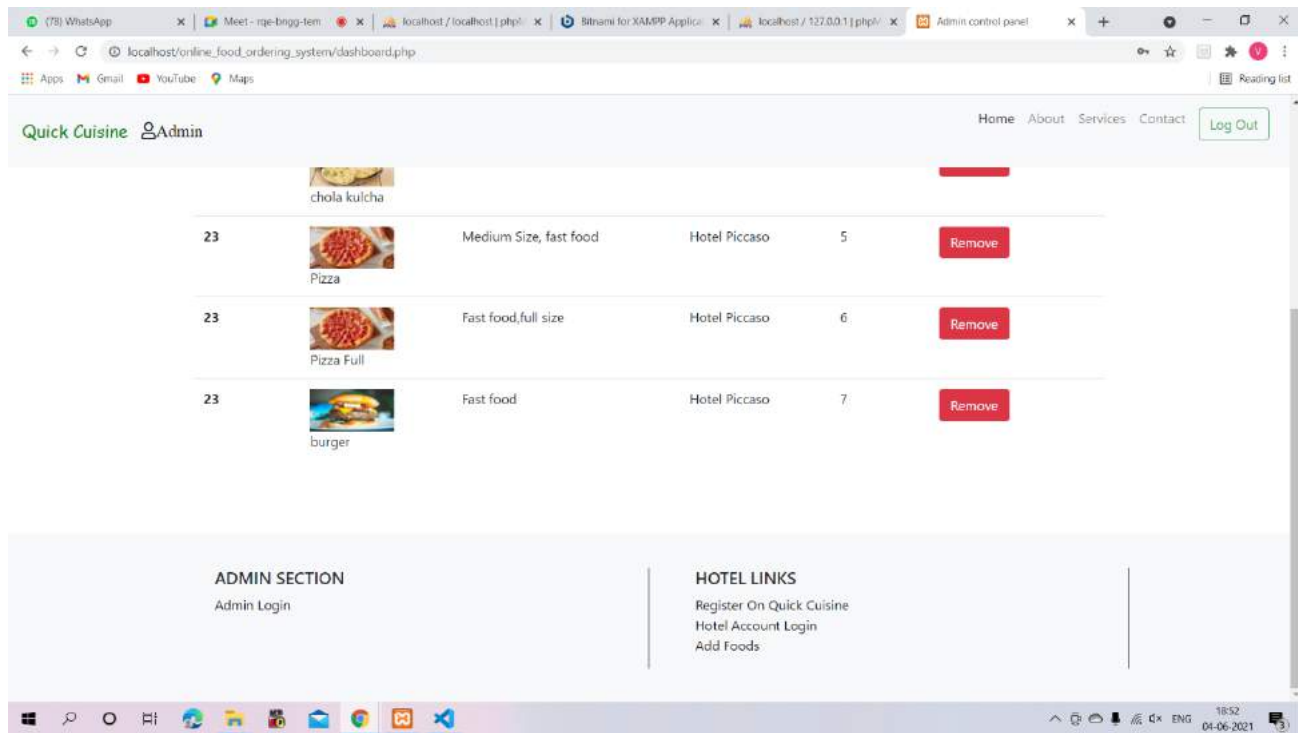 (78) WhatsApp
Meet - rqe-bngg-tem
localhost / localhost | php
Bitnami for XAMPP Applica
localhost / 127.0.0.1 | php
Admin control panel
localhost/online_food_ordering_system/dashboard.php
V
Apps Gmail YouTube Maps
Reading list
Quick Cuisine Admin
Home About Services Contact Log Out
chola kulcha
23 Medium Size, fast food Hotel Piccaso 5 Remove
Pizza
23 Fast food,full size Hotel Piccaso 6 Remove
Pizza Full
23 Fast food Hotel Piccaso 7 Remove
burger
ADMIN SECTION
Admin Login
HOTEL LINKS
Register On Quick Cuisine
Hotel Account Login
Add Foods
ENG
18:52
04-06-2021
3